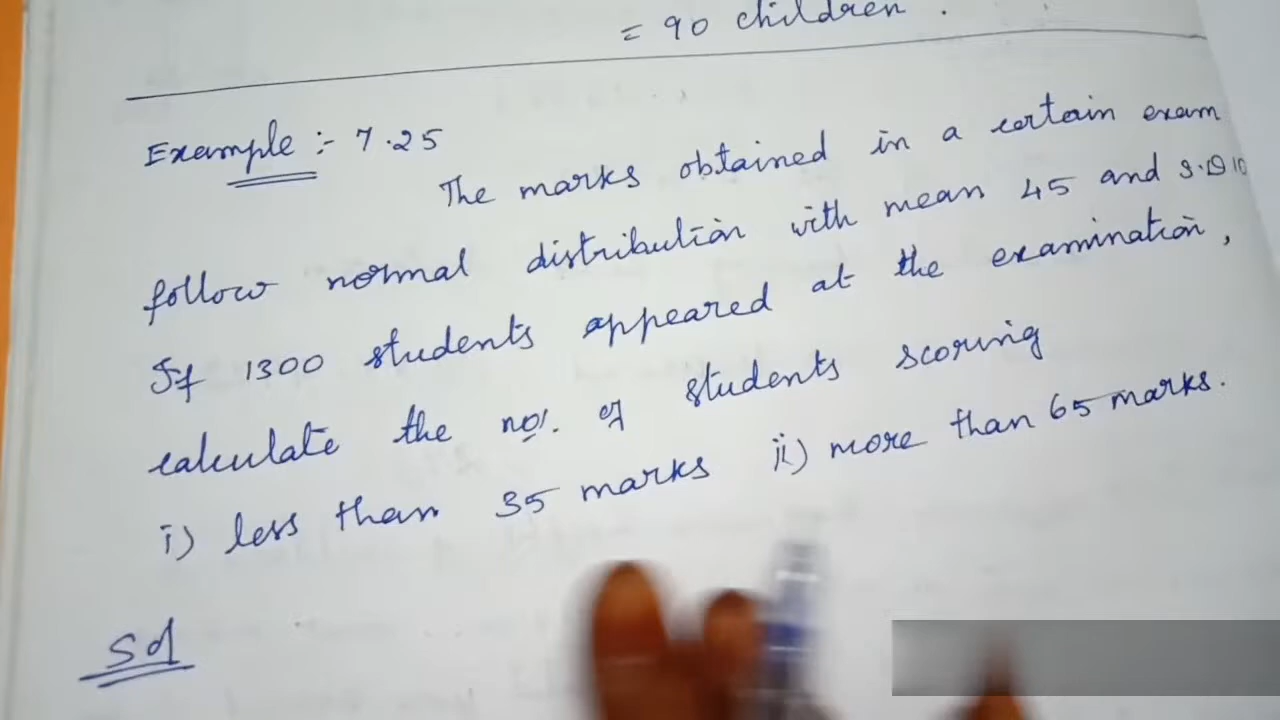 = 90 children.
Example :- 7.25
The marks obtained in a certain exam
follow normal distribution with mean 45 and S.D 10
If 1300 students appeared at the examination,
calculate the no/. of students scoring
i) less than 35 marks ii) more than 65 marks.
Sol